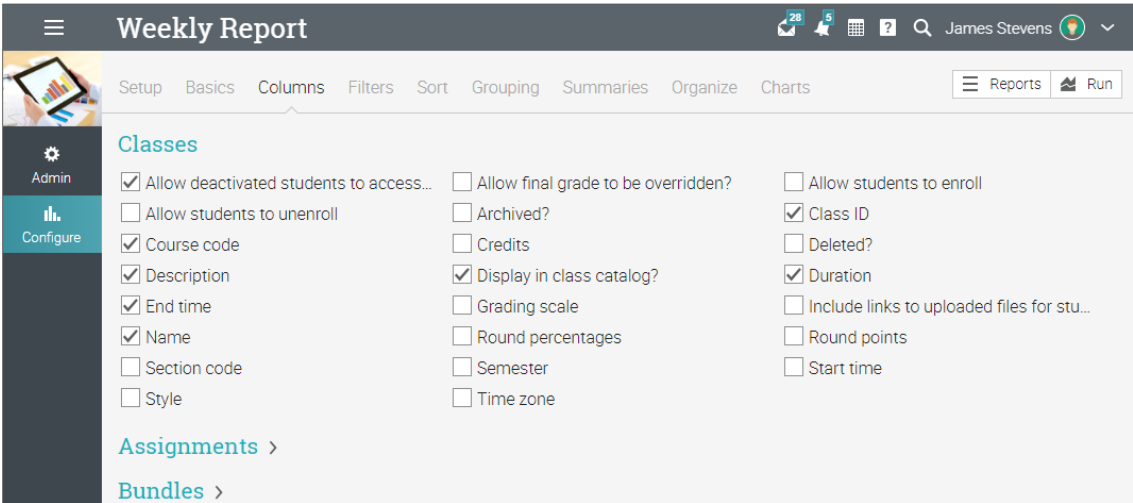 Weekly Report
28
5
?
James Stevens
Setup Basics Columns Filters Sort Grouping Summaries Organize Charts
Reports Run
Admin
Configure
Classes
Allow deactivated students to access... Allow final grade to be overridden? Allow students to enroll
Allow students to unenroll Archived? Class ID
Course code Credits Deleted?
Description Display in class catalog? Duration
End time Grading scale Include links to uploaded files for stu...
Name Round percentages Round points
Section code Semester Start time
Style Time zone
Assignments >
Bundles >